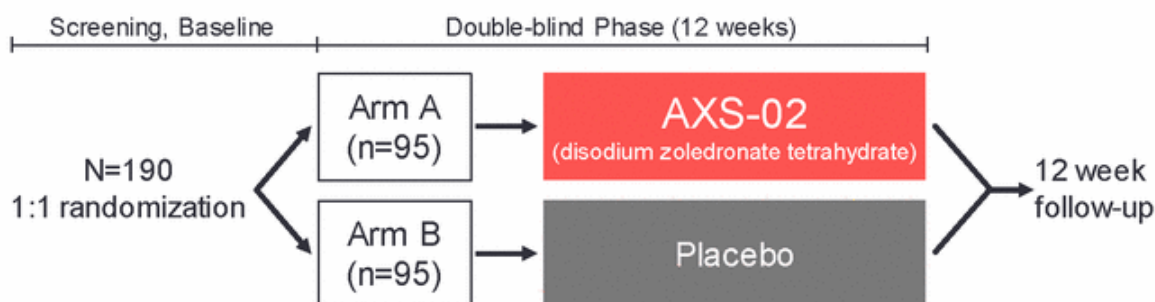 Screening, Baseline
Double-blind Phase (12 weeks)
N=190
1:1 randomization
Arm A
(n=95)
AXS-02
(disodium zoledronate tetrahydrate)
Arm B
(n=95)
Placebo
12 week
follow-up